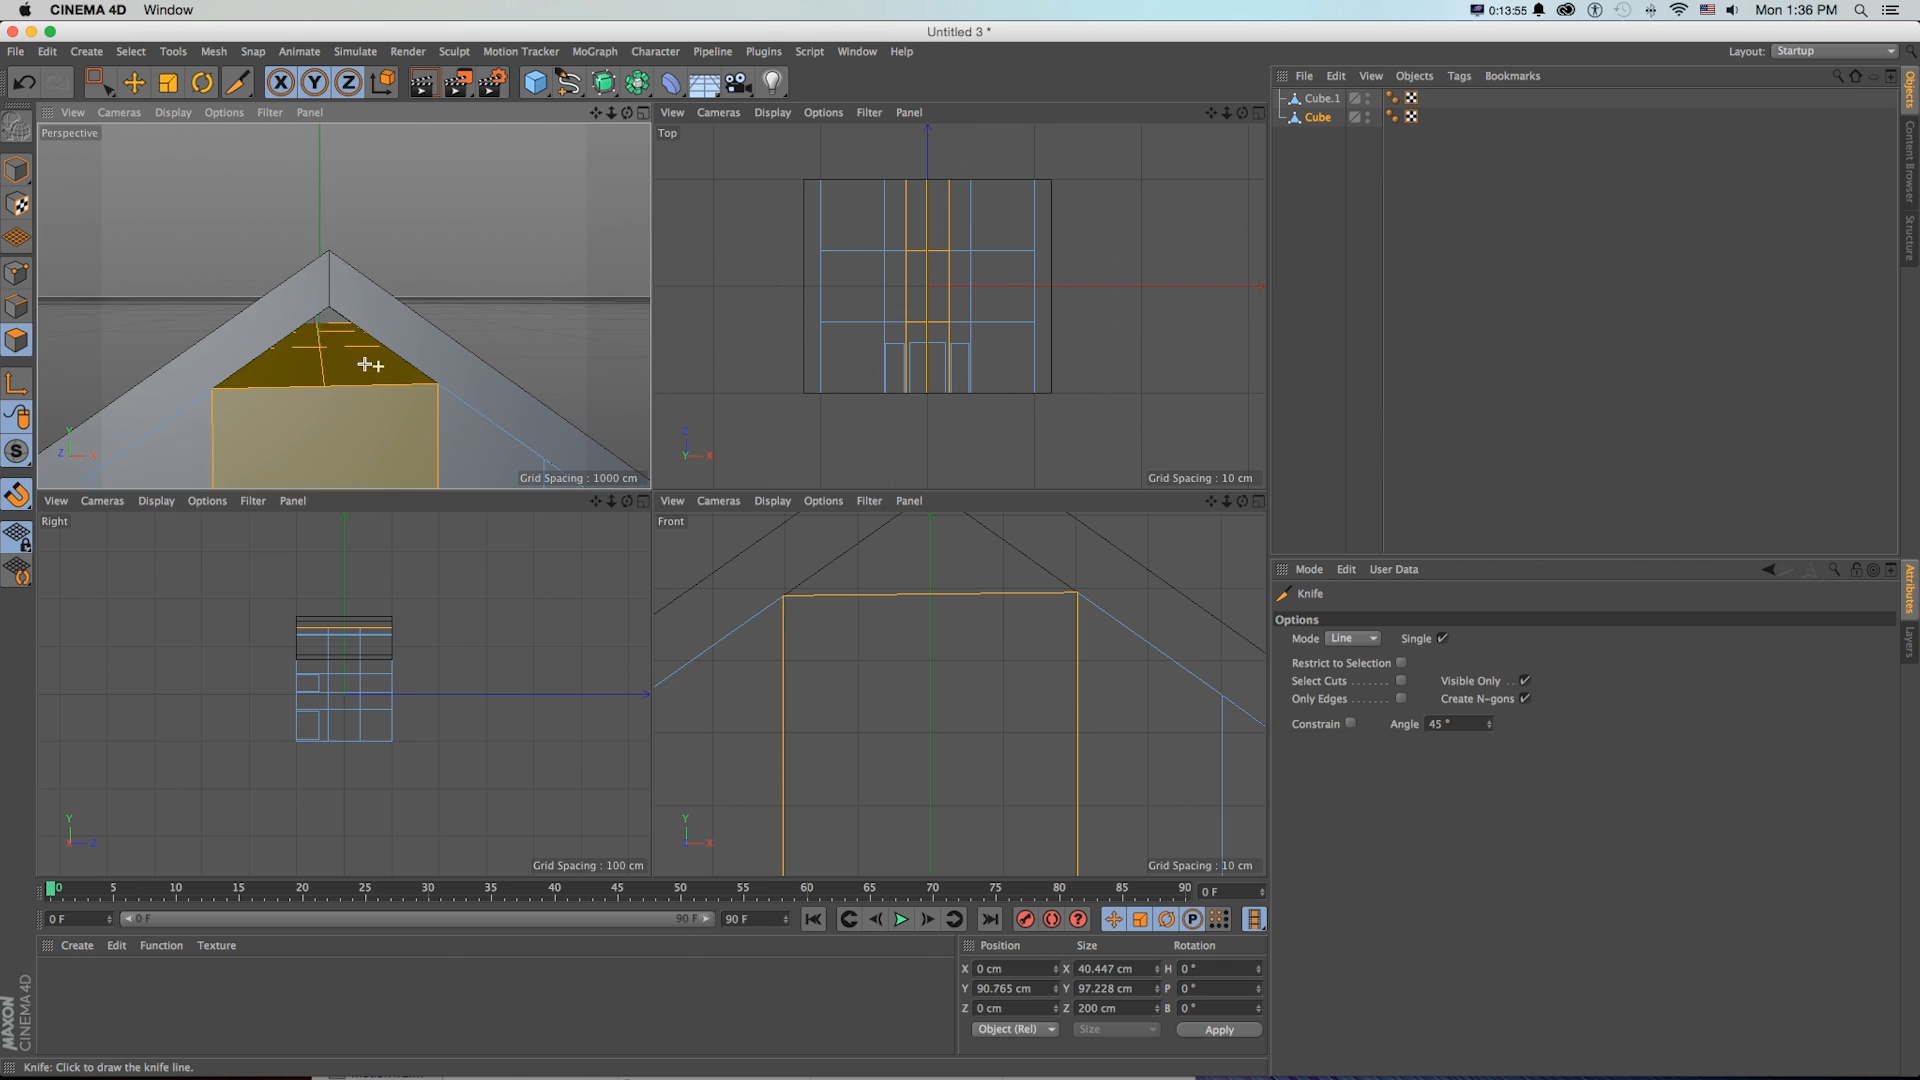 CINEMA 4D Window 0:13:55 Mon 1:36 PM
Untitled 3 *
File Edit Create Select Tools Mesh Snap Animate Simulate Render Sculpt Motion Tracker MoGraph Character Pipeline Plugins Script Window Help Layout: Startup
X Y Z
File Edit View Objects Tags Bookmarks
Objects
Content Browser
Structure
Cube.1
Cube
View Cameras Display Options Filter Panel
Perspective
Y
Z X
Grid Spacing : 1000 cm
View Cameras Display Options Filter Panel
Top
Z
Y X
Grid Spacing : 10 cm
View Cameras Display Options Filter Panel
Right
Y
X Z
Grid Spacing : 100 cm
View Cameras Display Options Filter Panel
Front
Y
X
Grid Spacing : 10 cm
S
Mode Edit User Data
Attributes
Layers
Knife
Options
Mode Line Single
Restrict to Selection
Select Cuts Visible Only
Only Edges Create N-gons
Constrain Angle 45 °
0 5 10 15 20 25 30 35 40 45 50 55 60 65 70 75 80 85 90 0 F
0 F 0 F 90 F 90 F P
Create Edit Function Texture
Position Size Rotation
X 0 cm X 40.447 cm H 0 °
Y 90.765 cm Y 97.228 cm P 0 °
Z 0 cm Z 200 cm B 0 °
Object (Rel) Size Apply
MAXON
CINEMA 4D
Knife: Click to draw the knife line.